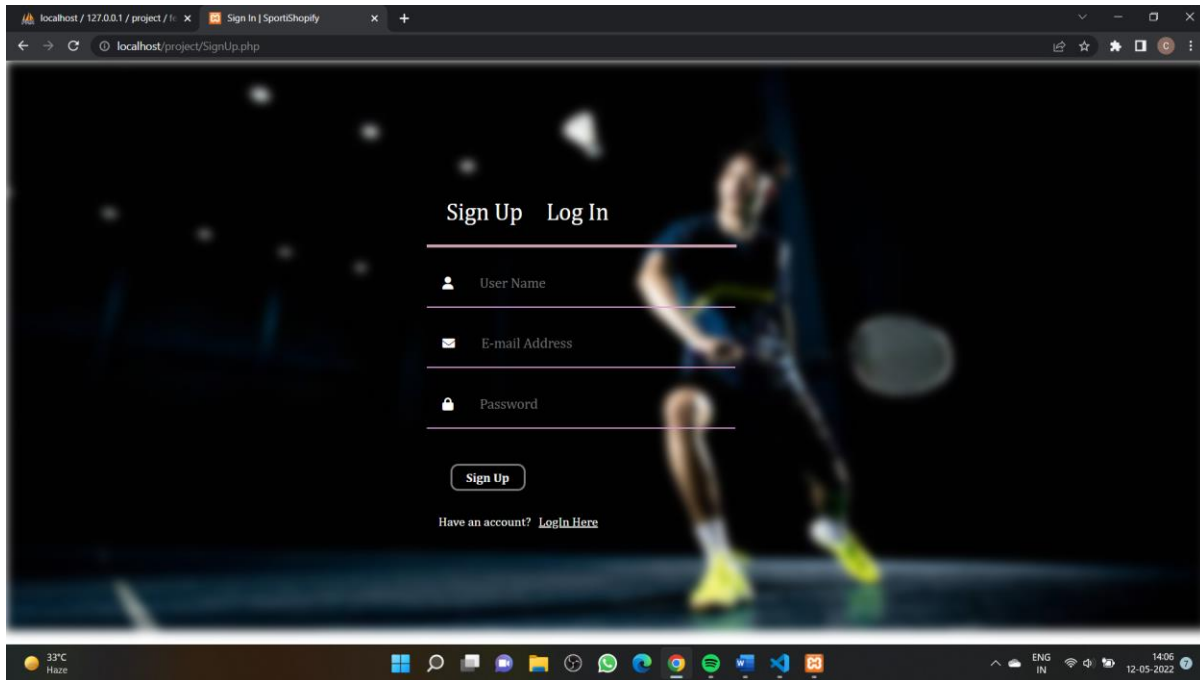 localhost / 127.0.0.1 / project / fe
Sign In | SportiShopify
localhost/project/SignUp.php
C
Sign Up Log In
User Name
E-mail Address
Password
Sign Up
Have an account? LogIn Here
33°C
Haze
ENG
IN
14:06
12-05-2022